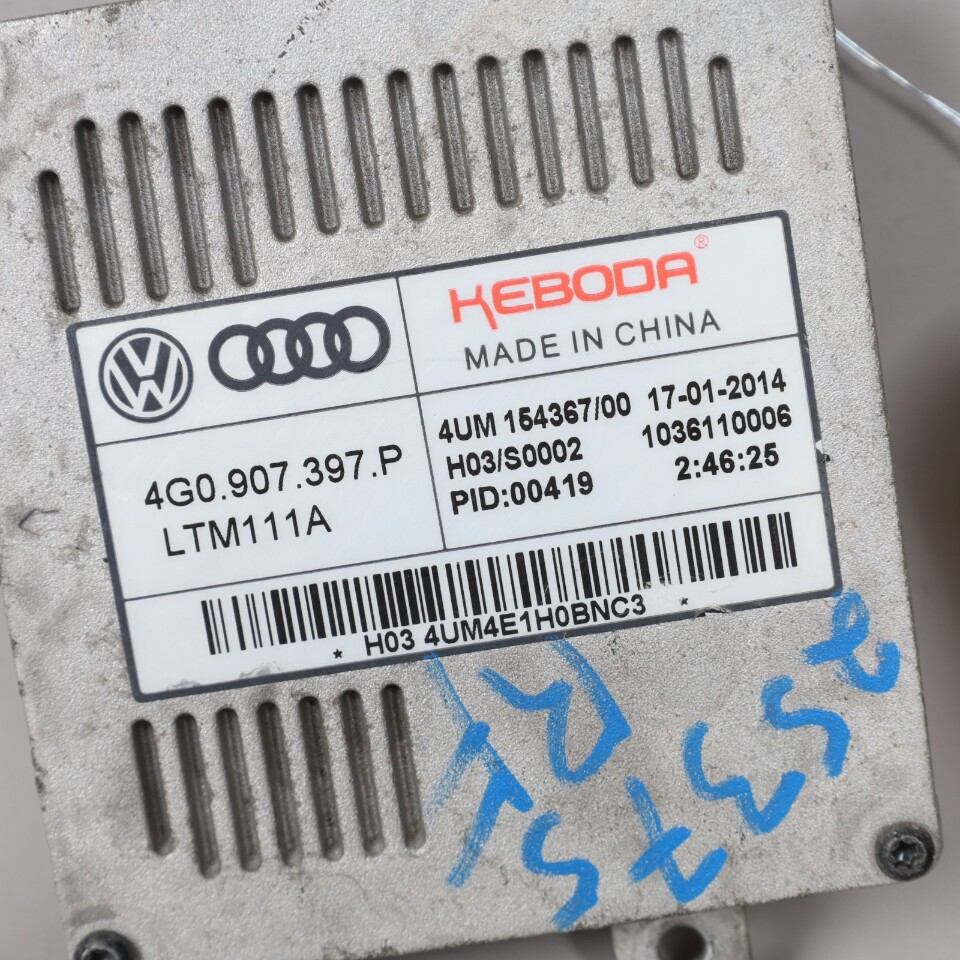 KEBODA®
MADE IN CHINA
4G0.907.397.P
LTM111A
4UM 154367/00 17-01-2014
H03/S0002 1036110006
PID:00419 2:46:25
* H03 4UM4E1H0BNC3 *